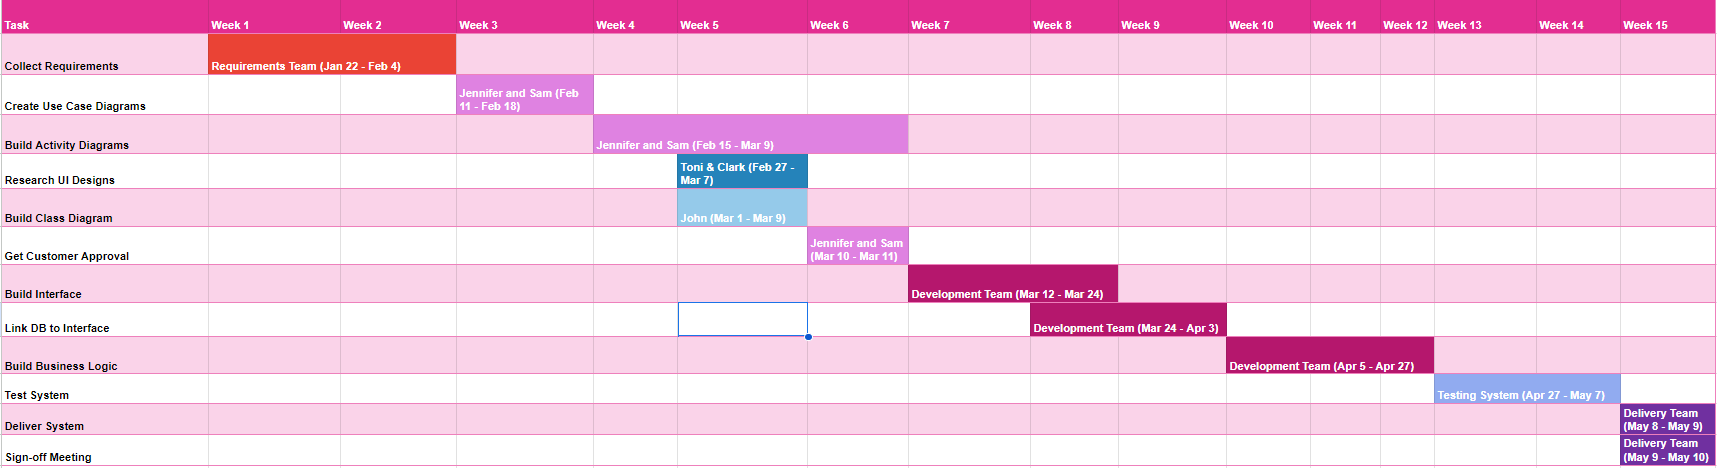 Task Week 1 Week 2 Week 3 Week 4 Week 5 Week 6 Week 7 Week 8 Week 9 Week 10 Week 11 Week 12 Week 13 Week 14 Week 15
Collect Requirements Requirements Team (Jan 22 - Feb 4)
Create Use Case Diagrams Jennifer and Sam (Feb
11 - Feb 18)
Build Activity Diagrams Jennifer and Sam (Feb 15 - Mar 9)
Research UI Designs Toni & Clark (Feb 27 -
Mar 7)
Build Class Diagram John (Mar 1 - Mar 9)
Get Customer Approval Jennifer and Sam
(Mar 10 - Mar 11)
Build Interface Development Team (Mar 12 - Mar 24)
Link DB to Interface Development Team (Mar 24 - Apr 3)
Build Business Logic Development Team (Apr 5 - Apr 27)
Test System Testing System (Apr 27 - May 7)
Deliver System Delivery Team
(May 8 - May 9)
Sign-off Meeting Delivery Team
(May 9 - May 10)